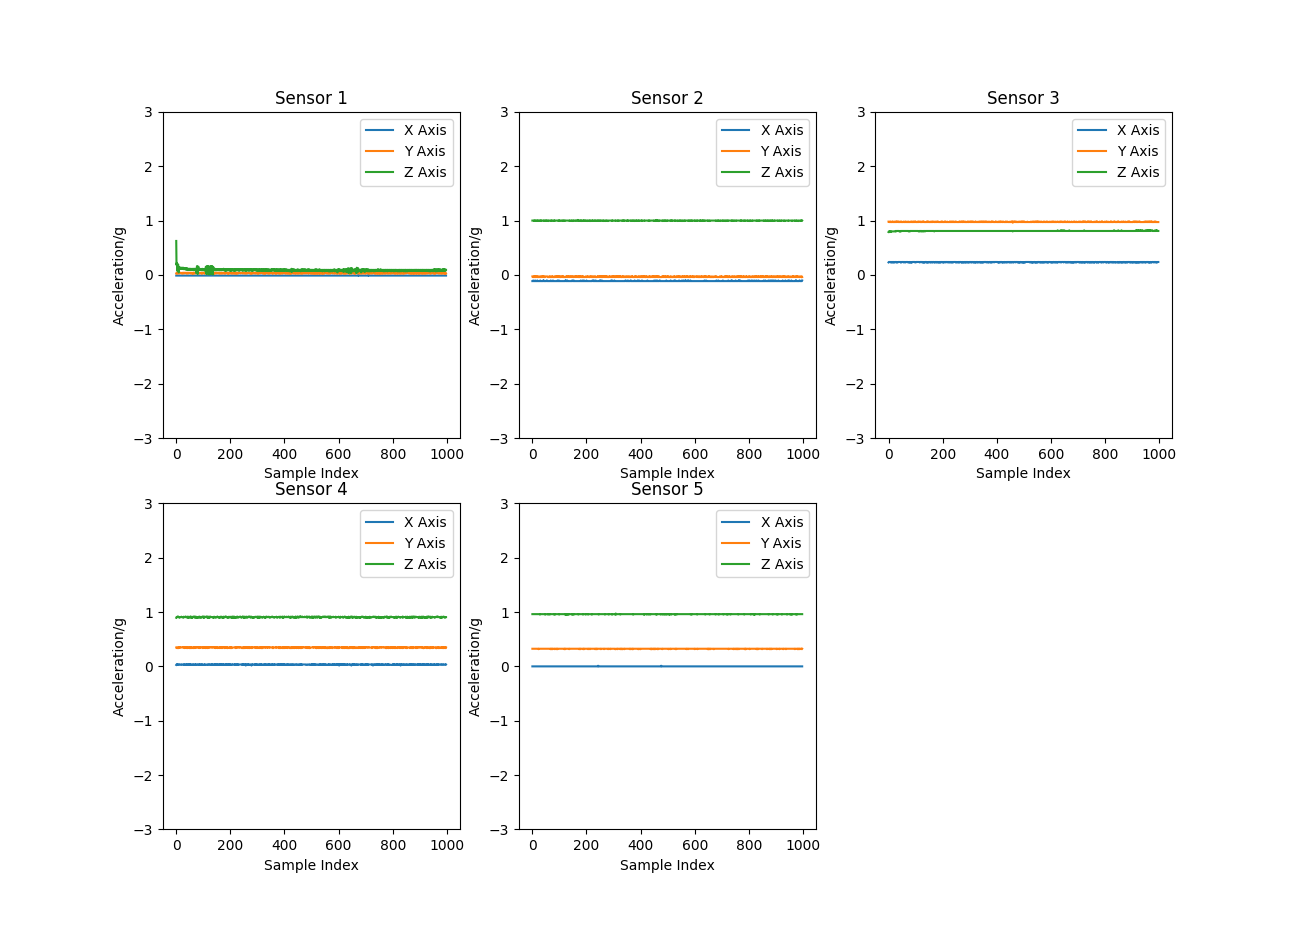 Sensor 1
3
2
1
0
−1
−2
−3
Acceleration/g
X Axis
Y Axis
Z Axis
0 200 400 600 800 1000
Sample Index
Sensor 2
3
2
1
0
−1
−2
−3
Acceleration/g
X Axis
Y Axis
Z Axis
0 200 400 600 800 1000
Sample Index
Sensor 3
3
2
1
0
−1
−2
−3
Acceleration/g
X Axis
Y Axis
Z Axis
0 200 400 600 800 1000
Sample Index
Sensor 4
3
2
1
0
−1
−2
−3
Acceleration/g
X Axis
Y Axis
Z Axis
0 200 400 600 800 1000
Sample Index
Sensor 5
3
2
1
0
−1
−2
−3
Acceleration/g
X Axis
Y Axis
Z Axis
0 200 400 600 800 1000
Sample Index